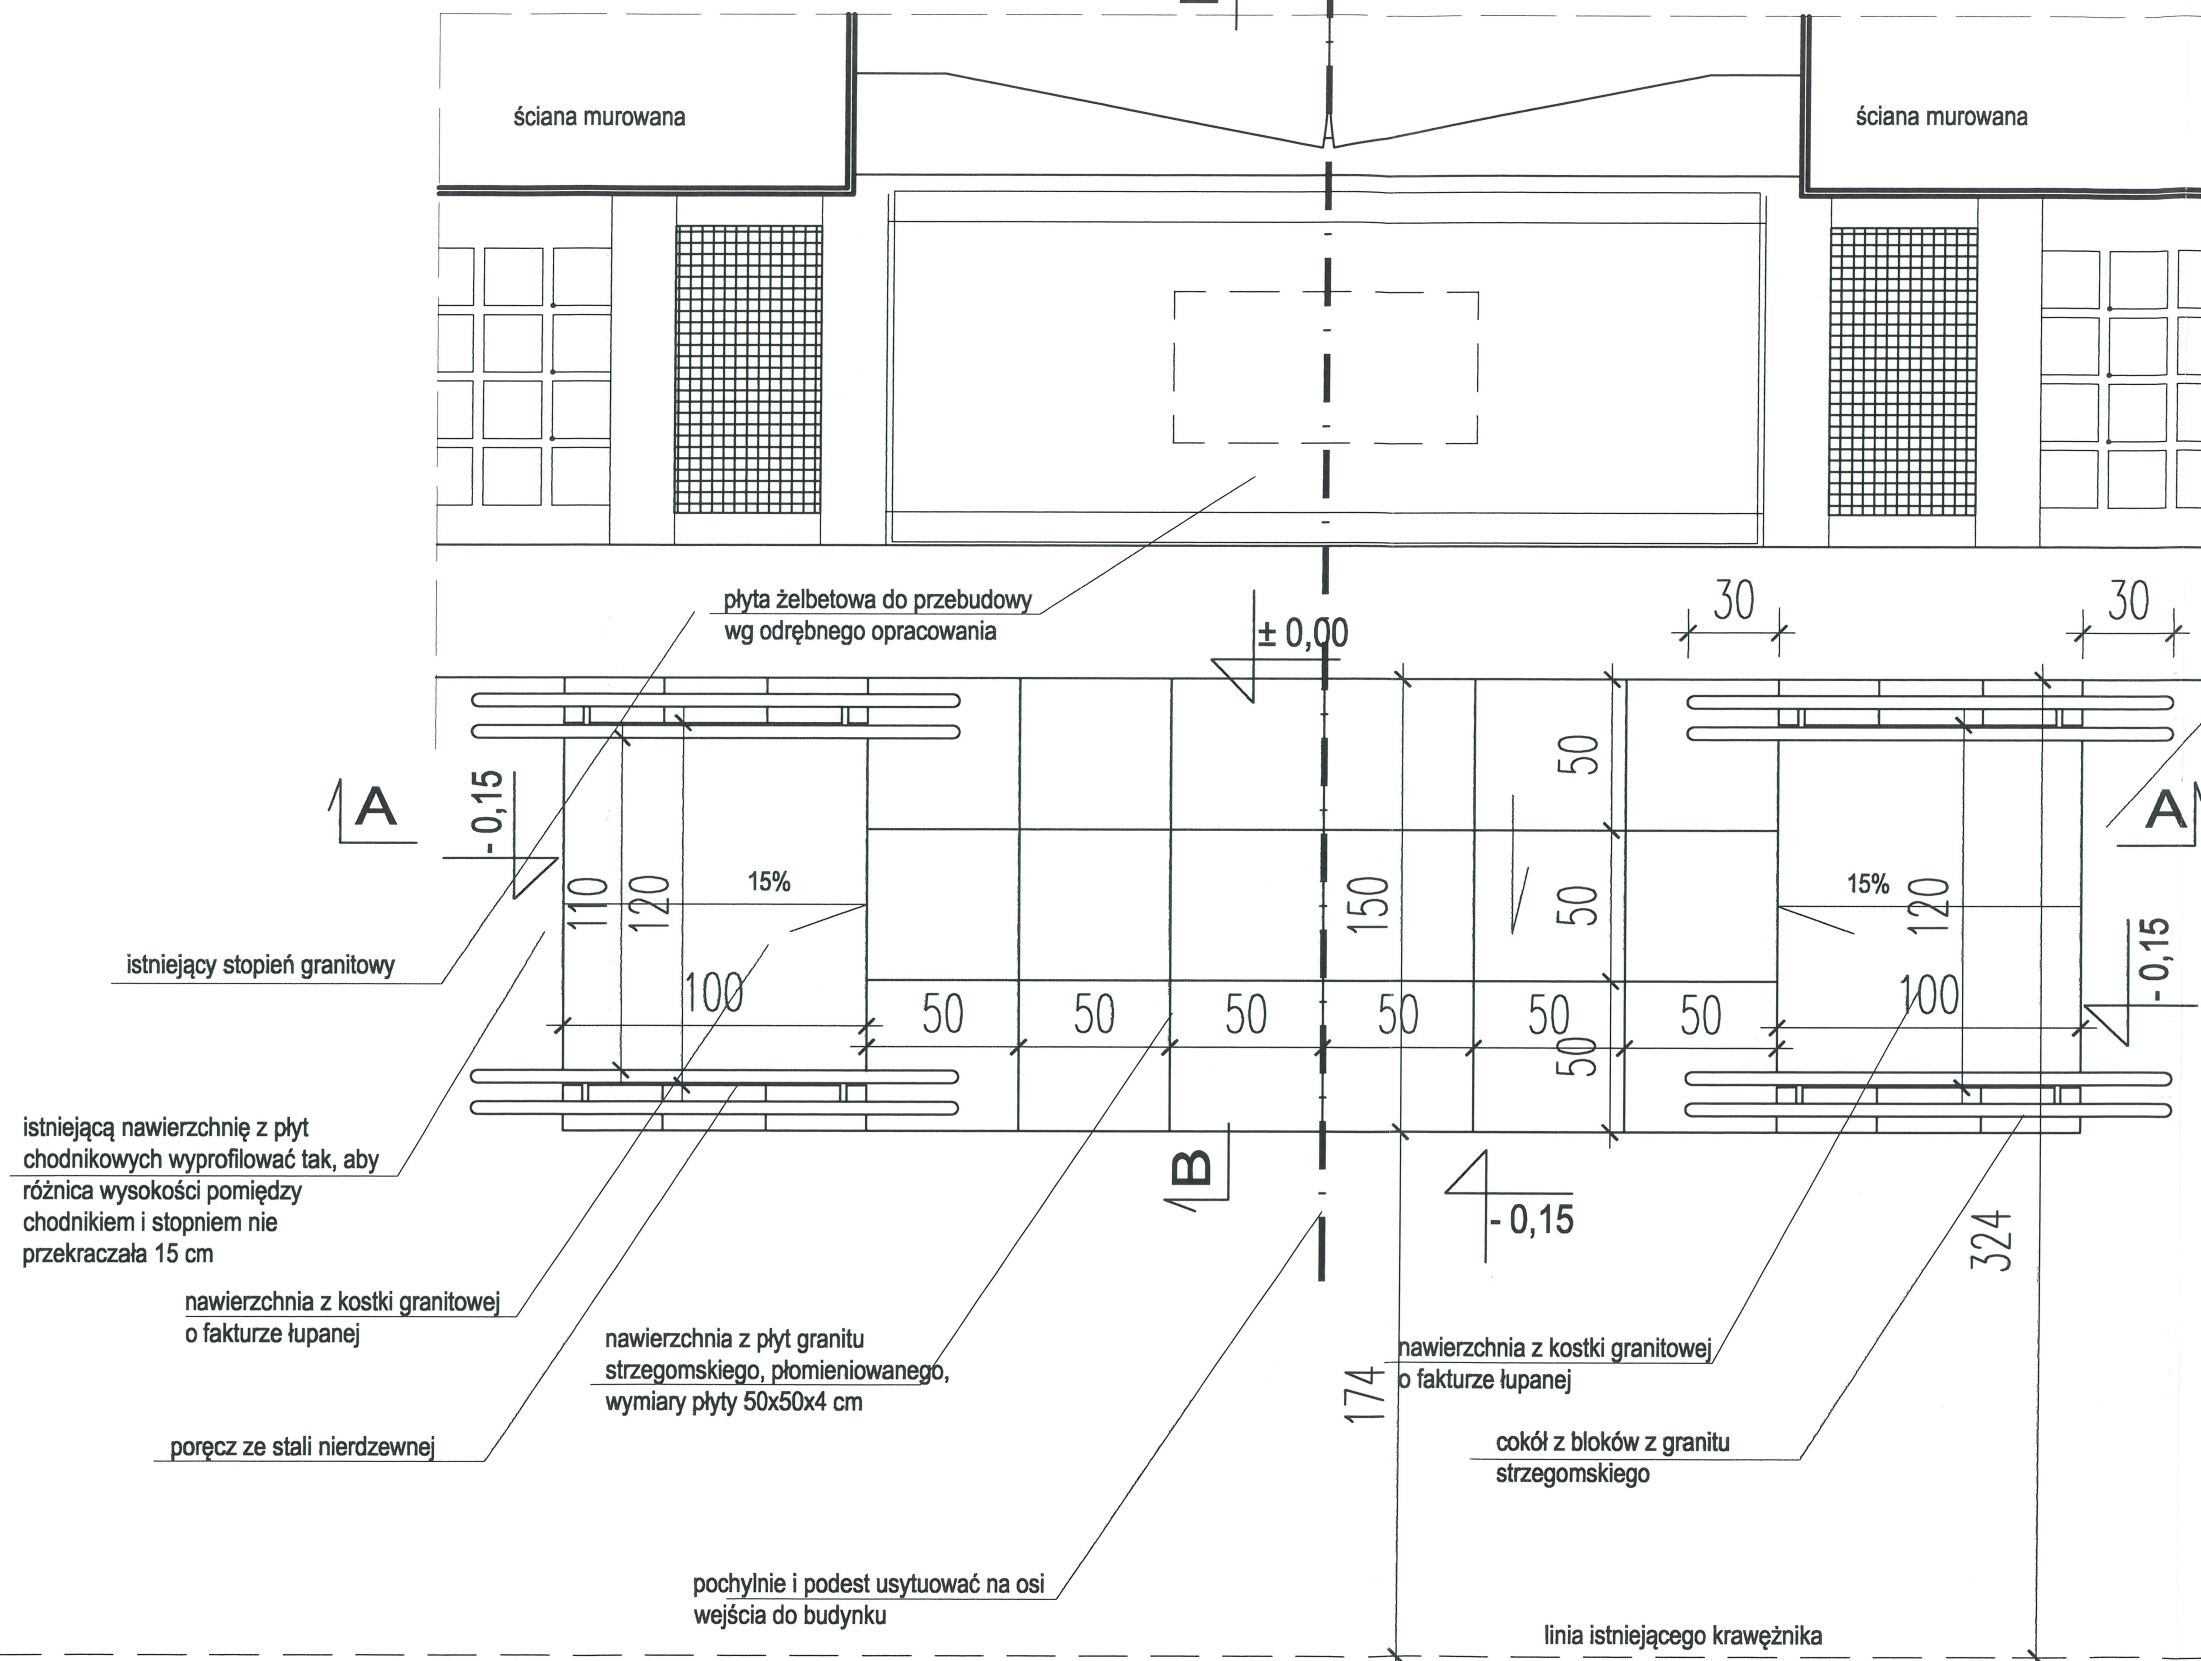 ściana murowana
ściana murowana
płyta żelbetowa do przebudowy
wg odrębnego opracowania
± 0,00
30
30
A
- 0,15
110
120
15%
100
istniejący stopień granitowy
50
50
50
50
50
50
150
50
50
50
15%
120
100
A
- 0,15
istniejącą nawierzchnię z płyt
chodnikowych wyprofilować tak, aby
różnica wysokości pomiędzy
chodnikiem i stopniem nie
przekraczała 15 cm
B
- 0,15
324
nawierzchnia z kostki granitowej
o fakturze łupanej
nawierzchnia z płyt granitu
strzegomskiego, płomieniowanego,
wymiary płyty 50x50x4 cm
174
nawierzchnia z kostki granitowej
o fakturze łupanej
poręcz ze stali nierdzewnej
cokół z bloków z granitu
strzegomskiego
pochylnie i podest usytuować na osi
wejścia do budynku
linia istniejącego krawężnika